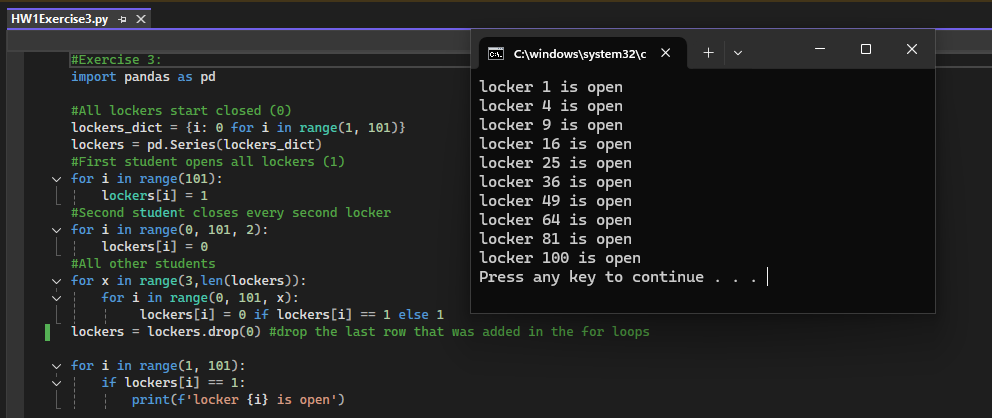 HW1Exercise3.py
#Exercise 3:
import pandas as pd
#All lockers start closed (0)
lockers_dict = {i: 0 for i in range(1, 101)}
lockers = pd.Series(lockers_dict)
#First student opens all lockers (1)
for i in range(101):
lockers[i] = 1
#Second student closes every second locker
for i in range(0, 101, 2):
lockers[i] = 0
#All other students
for x in range(3,len(lockers)):
for i in range(0, 101, x):
lockers[i] = 0 if lockers[i] == 1 else 1
lockers = lockers.drop(0) #drop the last row that was added in the for loops
for i in range(1, 101):
if lockers[i] == 1:
print(f'locker {i} is open')
C:\windows\system32\c
locker 1 is open
locker 4 is open
locker 9 is open
locker 16 is open
locker 25 is open
locker 36 is open
locker 49 is open
locker 64 is open
locker 81 is open
locker 100 is open
Press any key to continue . . .